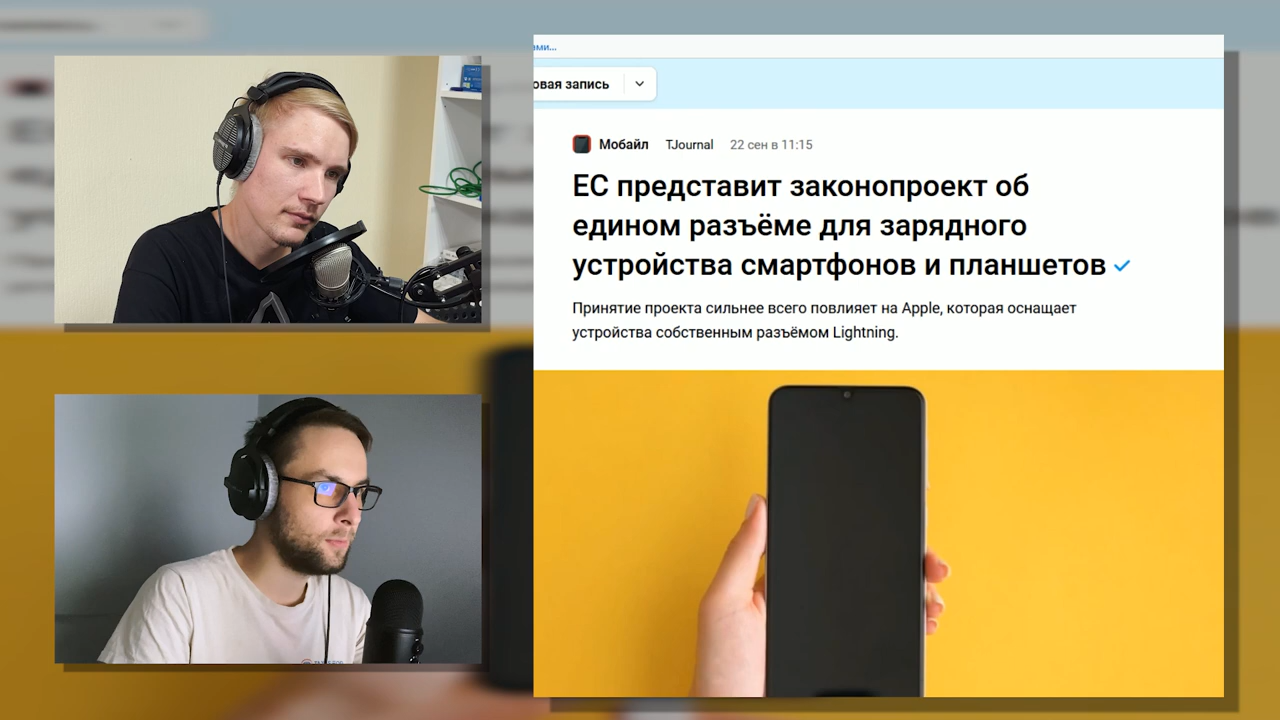 ами...
овая запись
Мобайл TJournal 22 сен в 11:15
ЕС представит законопроект об
едином разъёме для зарядного
устройства смартфонов и планшетов
Принятие проекта сильнее всего повлияет на Apple, которая оснащает
устройства собственным разъёмом Lightning.